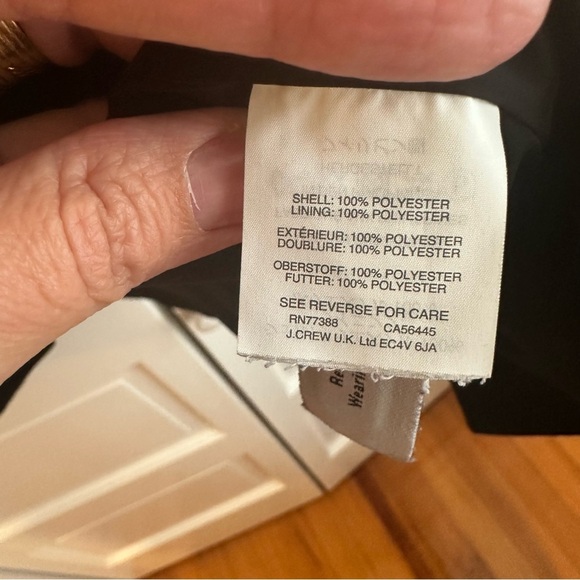 SHELL: 100% POLYESTER
LINING: 100% POLYESTER
EXTÉRIEUR: 100% POLYESTER
DOUBLURE: 100% POLYESTER
OBERSTOFF: 100% POLYESTER
FUTTER: 100% POLYESTER
SEE REVERSE FOR CARE
RN77388 CA56445
J.CREW U.K. Ltd EC4V 6JA